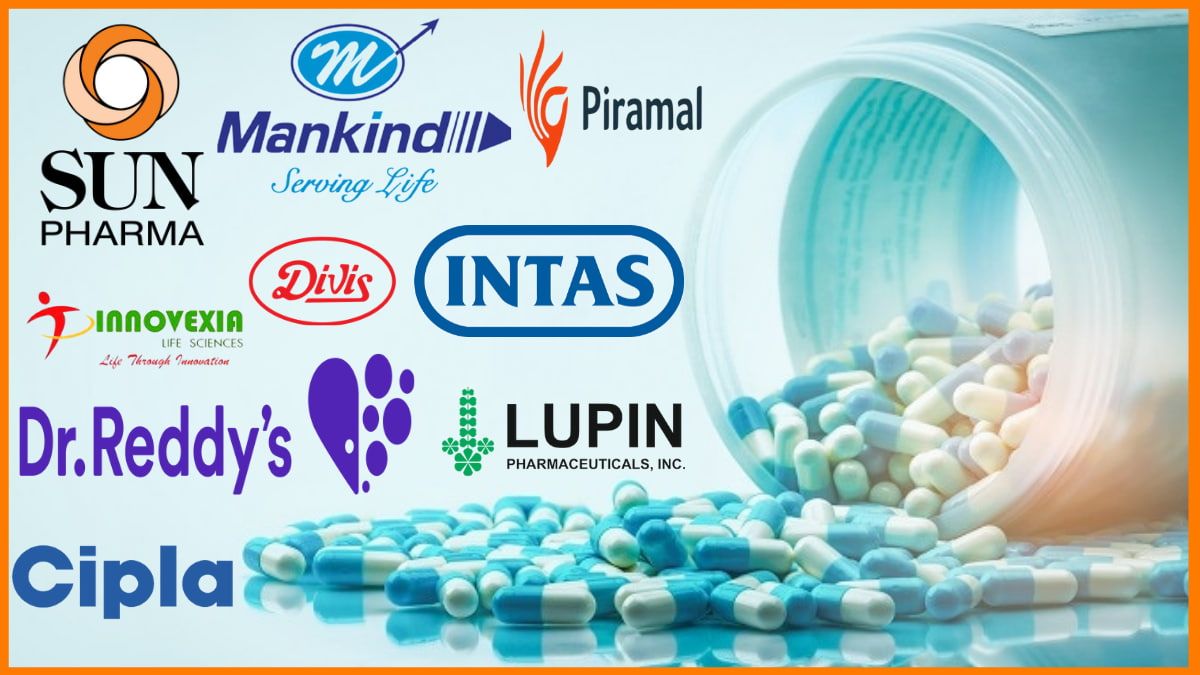 SUN
PHARMA
Mankind
Serving Life
Piramal
Divis
INTAS
INNOVEXIA
LIFE SCIENCES
Life Through Innovation
Dr.Reddy's
LUPIN
PHARMACEUTICALS, INC.
Cipla